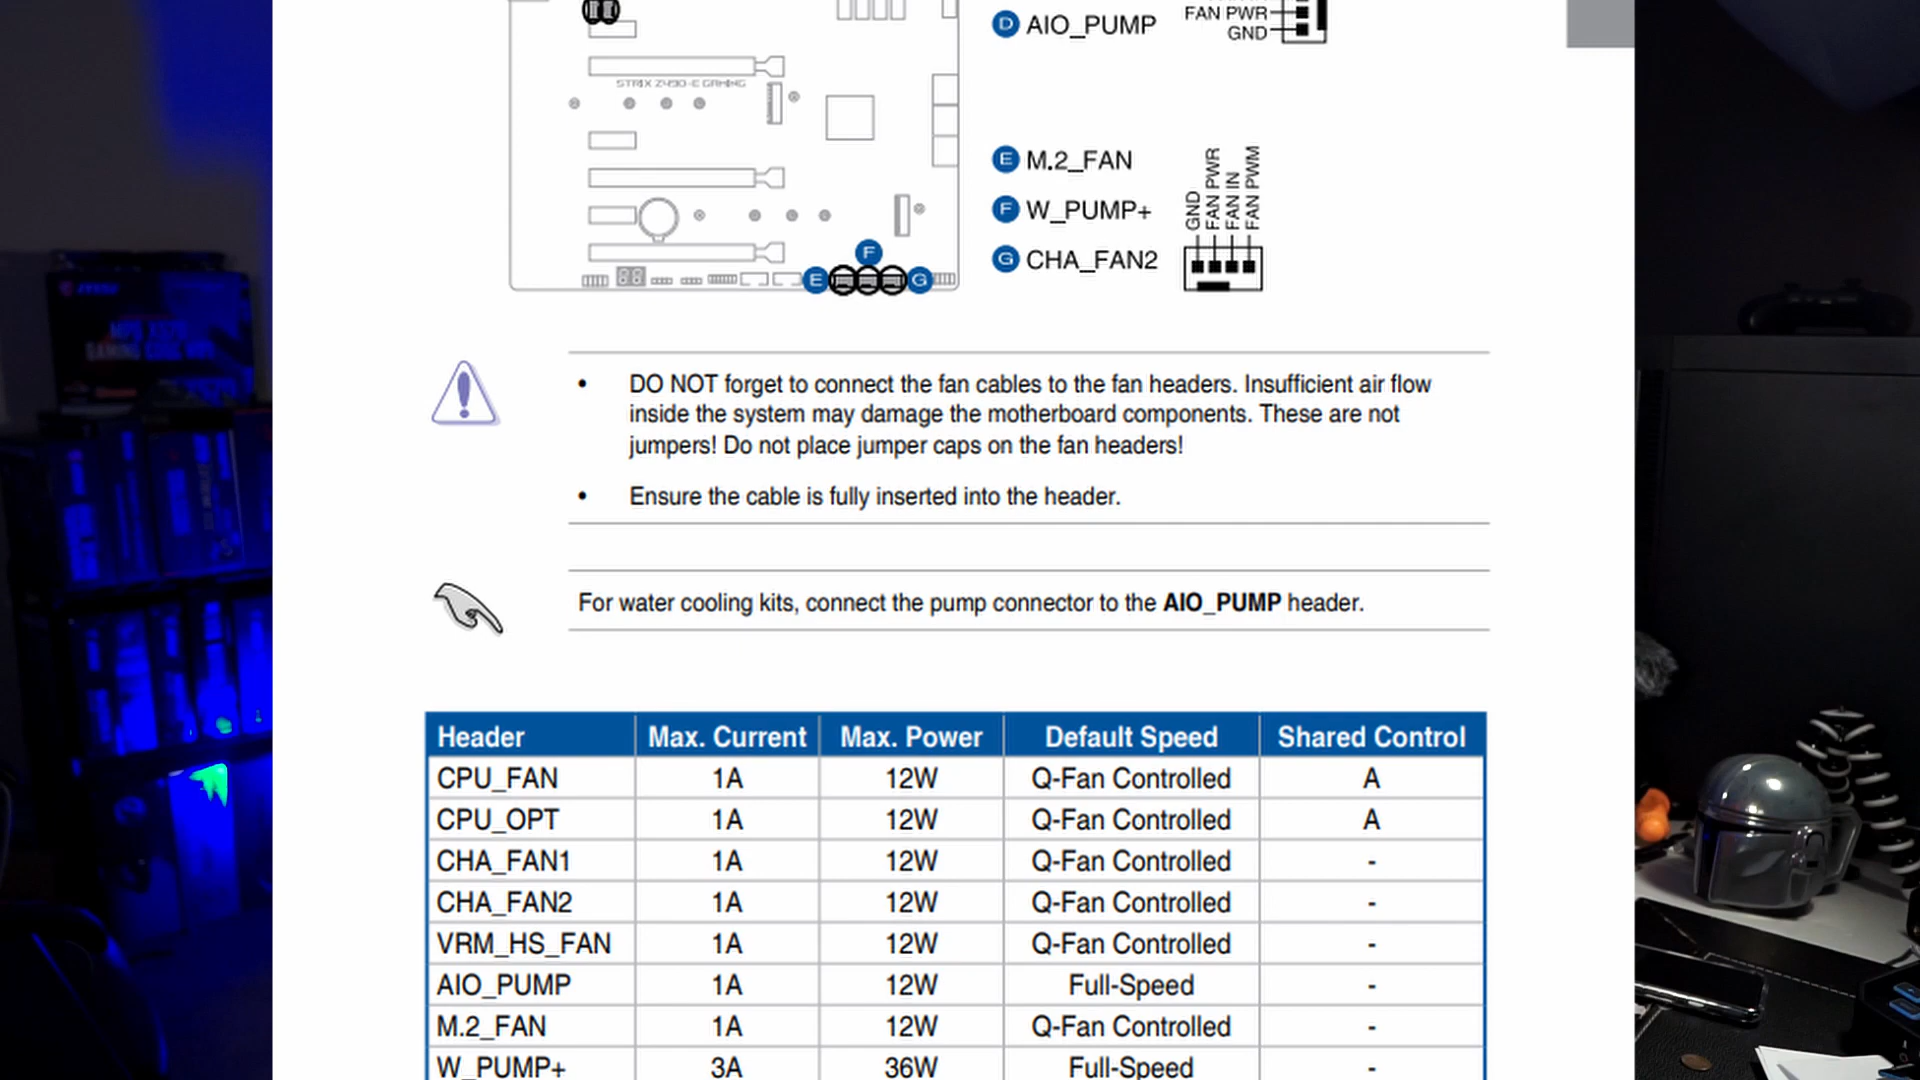 D AIO_PUMP
FAN PWR
GND
STRIX Z490-E GAMING
E M.2_FAN
F W_PUMP+
G CHA_FAN2
GND
FAN PWR
FAN IN
FAN PWM
F
E
G
• DO NOT forget to connect the fan cables to the fan headers. Insufficient air flow
inside the system may damage the motherboard components. These are not
jumpers! Do not place jumper caps on the fan headers!
• Ensure the cable is fully inserted into the header.
For water cooling kits, connect the pump connector to the AIO_PUMP header.
Header Max. Current Max. Power Default Speed Shared Control
CPU_FAN 1A 12W Q-Fan Controlled A
CPU_OPT 1A 12W Q-Fan Controlled A
CHA_FAN1 1A 12W Q-Fan Controlled -
CHA_FAN2 1A 12W Q-Fan Controlled -
VRM_HS_FAN 1A 12W Q-Fan Controlled -
AIO_PUMP 1A 12W Full-Speed -
M.2_FAN 1A 12W Q-Fan Controlled -
W_PUMP+ 3A 36W Full-Speed -